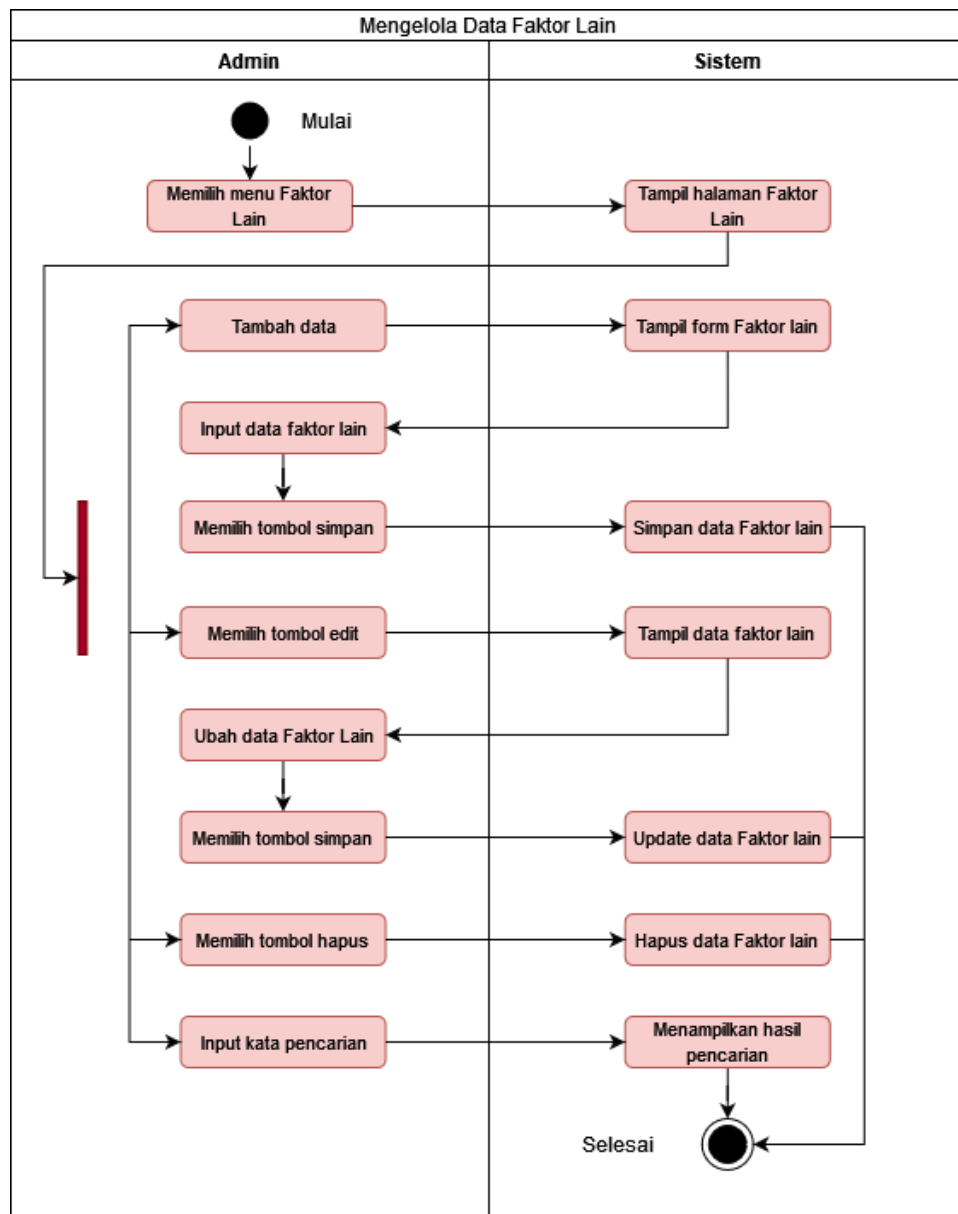 Mengelola Data Faktor Lain
Admin
Sistem
Mulai
Memilih menu Faktor
Lain
Tampil halaman Faktor
Lain
Tambah data
Tampil form Faktor lain
Input data faktor lain
Memilih tombol simpan
Simpan data Faktor lain
Memilih tombol edit
Tampil data faktor lain
Ubah data Faktor Lain
Memilih tombol simpan
Update data Faktor lain
Memilih tombol hapus
Hapus data Faktor lain
Input kata pencarian
Menampilkan hasil
pencarian
Selesai